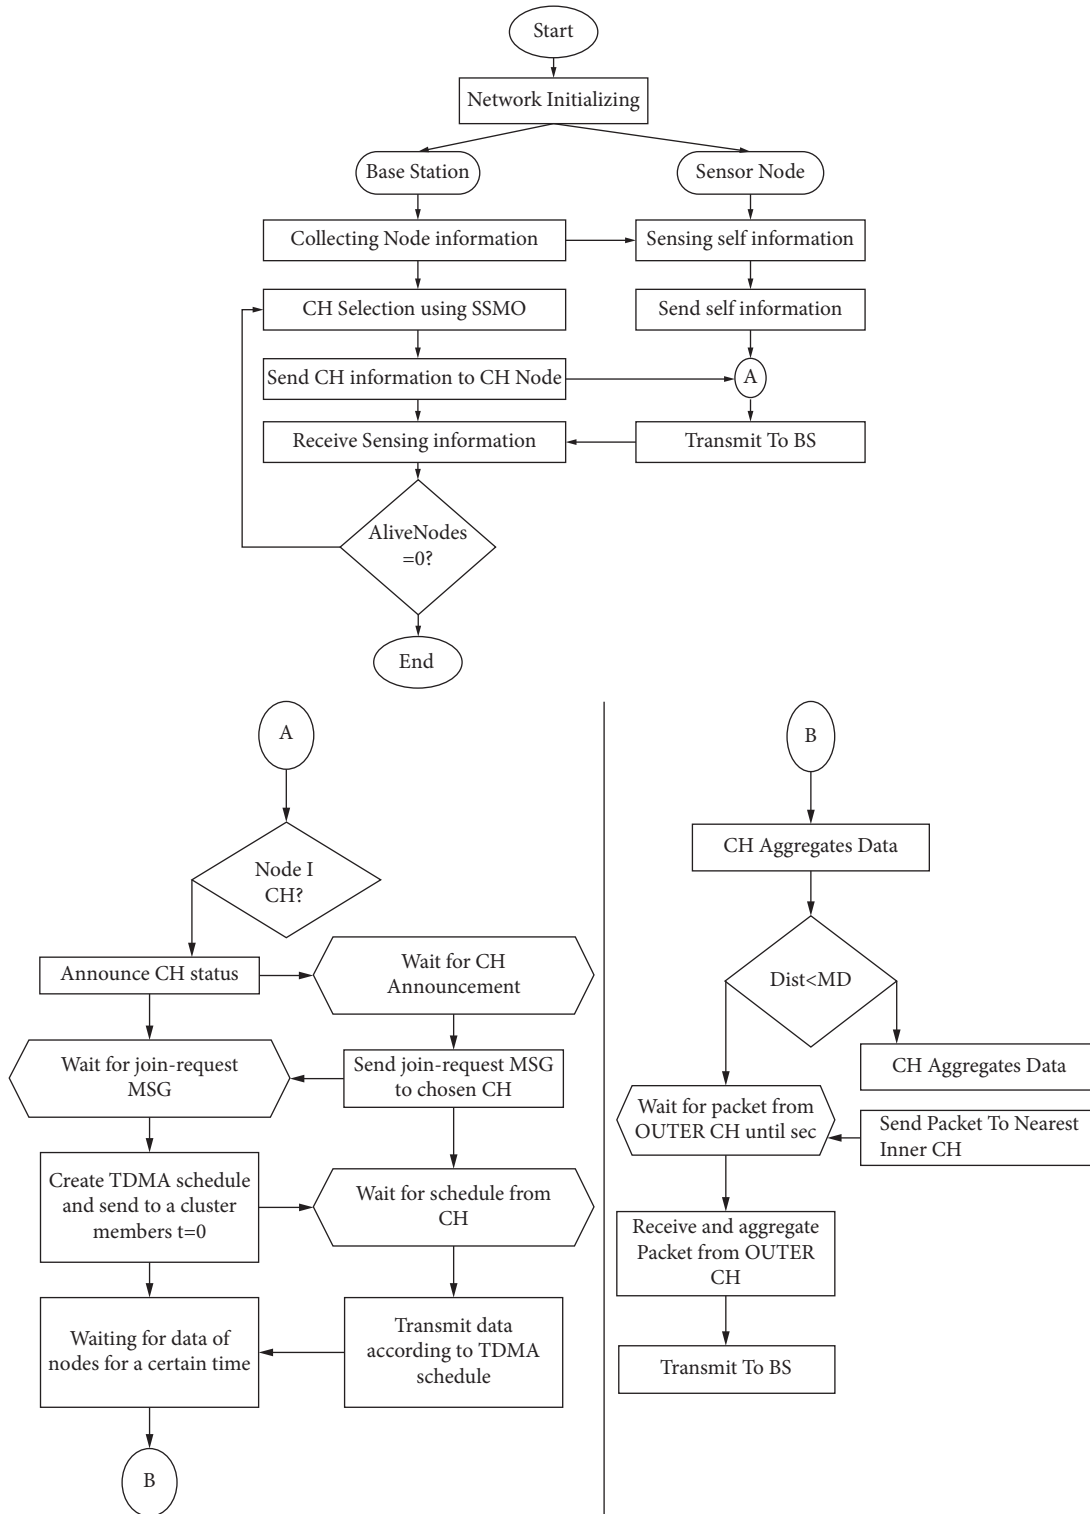 Start
Network Initializing
Base Station
Sensor Node
Collecting Node information
Sensing self information
CH Selection using SSMO
Send self information
Send CH information to CH Node
A
Receive Sensing information
Transmit To BS
AliveNodes
=0?
End
A
Node I
CH?
Announce CH status
Wait for CH
Announcement
Wait for join-request
MSG
Send join-request MSG
to chosen CH
Create TDMA schedule
and send to a cluster
members t=0
Wait for schedule from
CH
Waiting for data of
nodes for a certain time
Transmit data
according to TDMA
schedule
B
B
CH Aggregates Data
Dist<MD
CH Aggregates Data
Wait for packet from
OUTER CH until sec
Send Packet To Nearest
Inner CH
Receive and aggregate
Packet from OUTER
CH
Transmit To BS